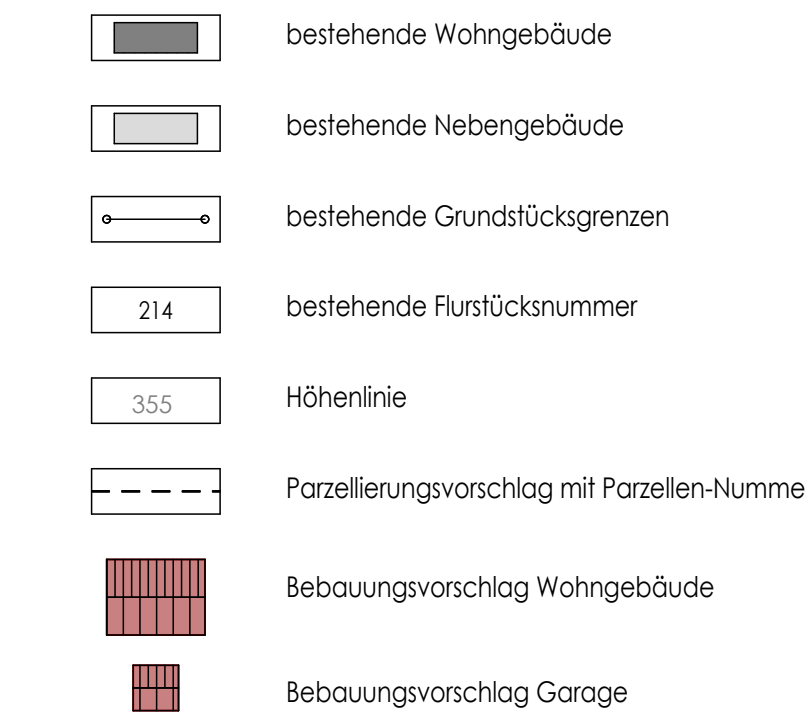 bestehende Wohngebäude
bestehende Nebengebäude
bestehende Grundstücksgrenzen
214 bestehende Flurstücksnummer
355 Höhenlinie
Parzellierungsvorschlag mit Parzellen-Numme
Bebauungsvorschlag Wohngebäude
Bebauungsvorschlag Garage